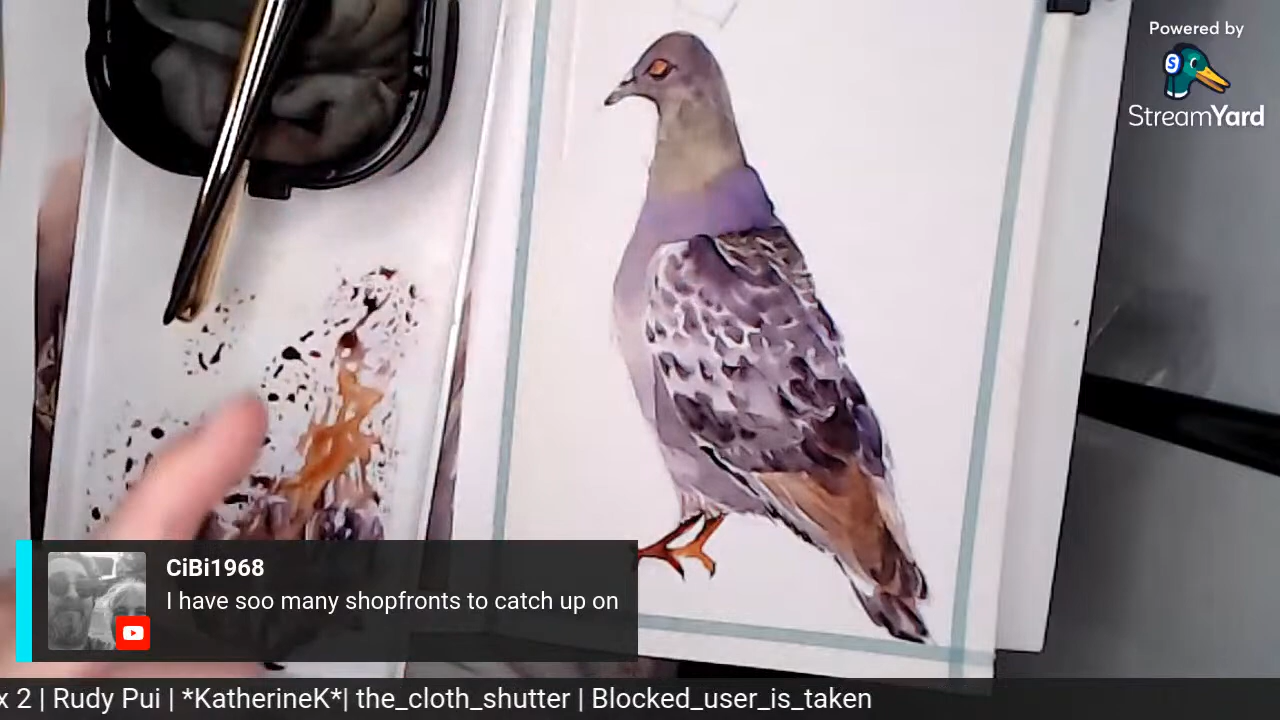 Powered by
StreamYard
CiBi1968
I have soo many shopfronts to catch up on
x 2 | Rudy Pui | *KatherineK*| the_cloth_shutter | Blocked_user_is_taken